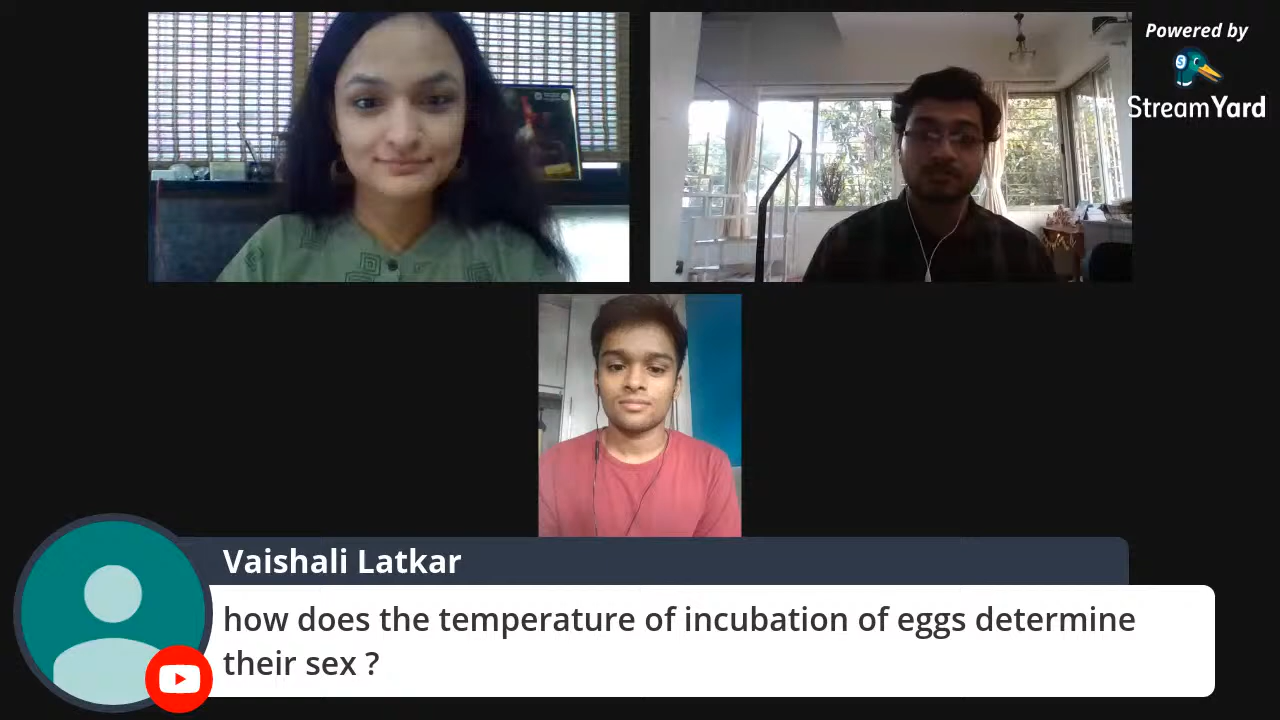 Powered by
StreamYard
Vaishali Latkar
how does the temperature of incubation of eggs determine
their sex ?